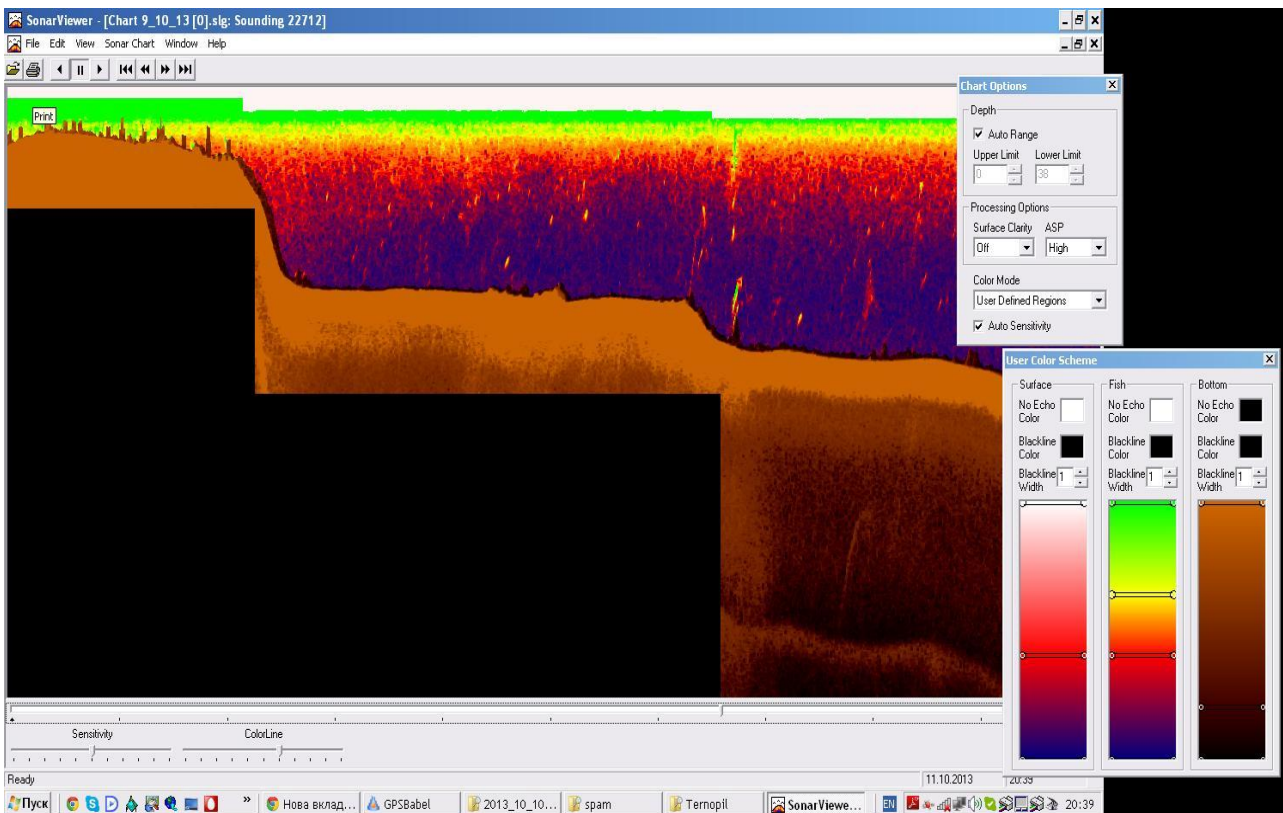 SonarViewer - [Chart 9_10_13 [0].slg: Sounding 22712]
File Edit View Sonar Chart Window Help
Print
Chart Options
Depth
Auto Range
Upper Limit Lower Limit
0 38
Processing Options
Surface Clarity ASP
Off High
Color Mode
User Defined Regions
Auto Sensitivity
User Color Scheme
Surface Fish Bottom
No Echo Color No Echo Color No Echo Color
Blackline Color Blackline Color Blackline Color
Blackline Width 1 Blackline Width 1 Blackline Width 1
Sensitivity ColorLine
Ready 11.10.2013 20:39
Пуск » Нова вклад... GPSBabel 2013_10_10... spam Ternopil SonarViewe... EN 20:39